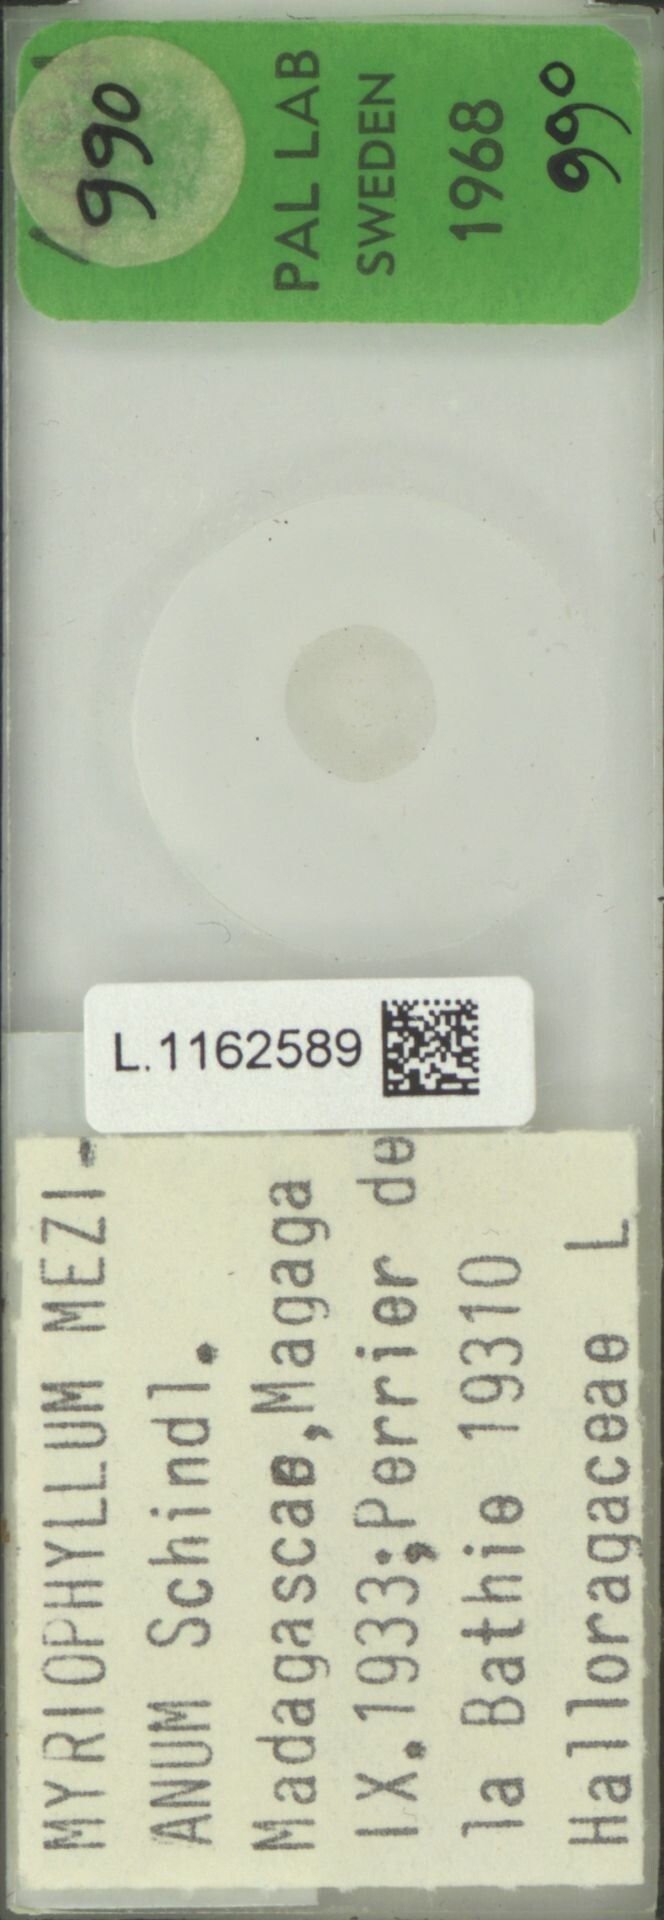 990
PAL LAB
SWEDEN
1968
990
L.1162589
MYRIOPHYLLUM MEZI-
ANUM Schindl.
Madagascae,Magaga
IX.1933;Perrier de
la Bathie 19310
Halloragaceae L